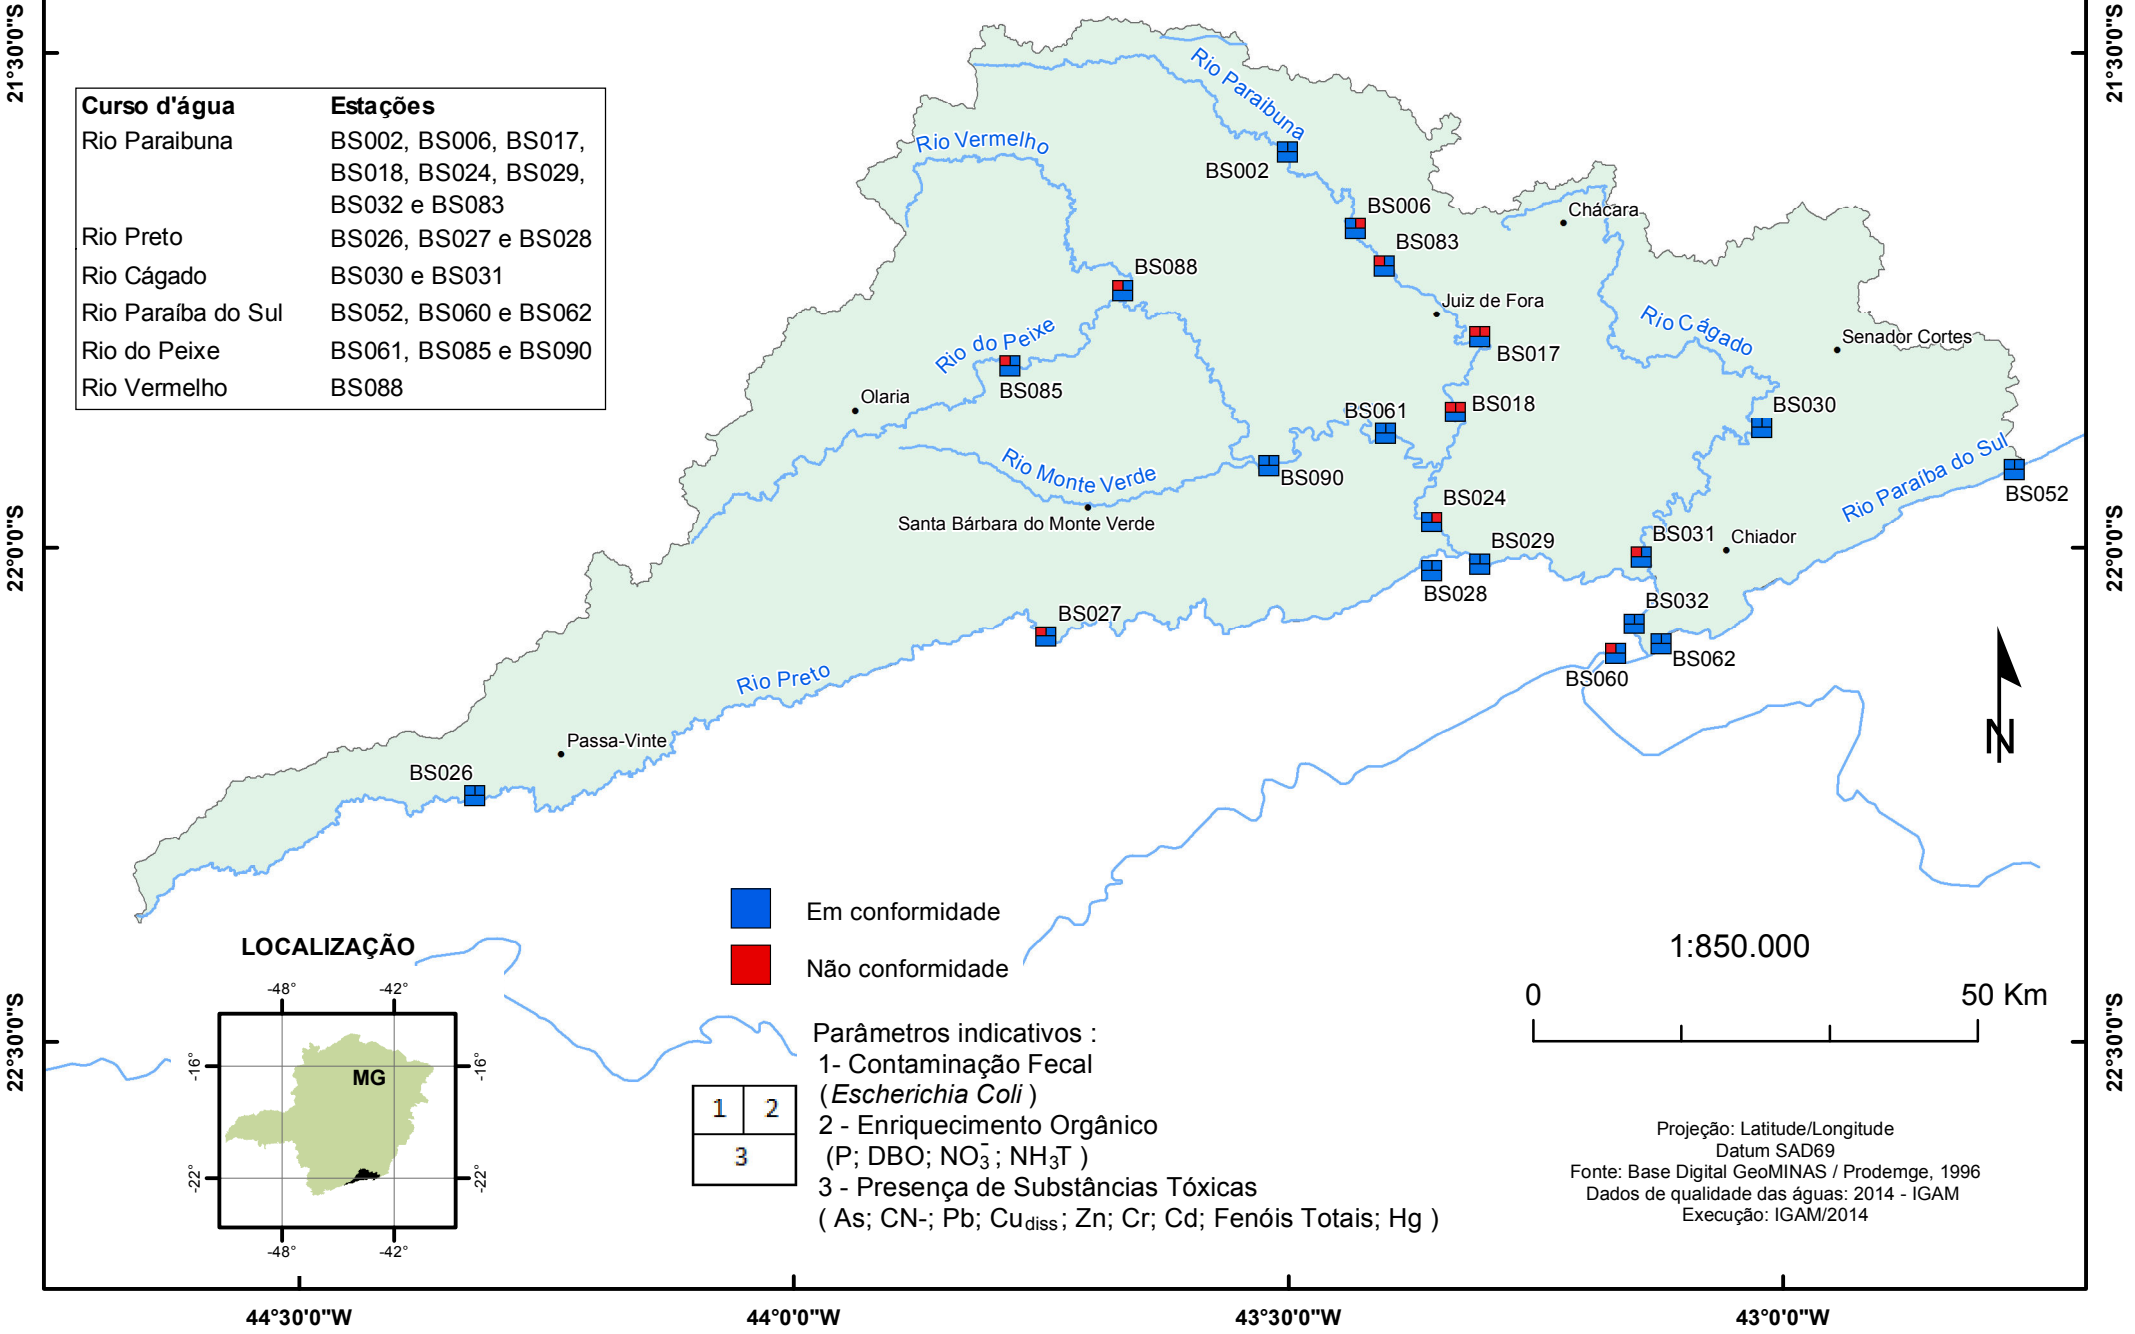 21°30'0"S
21°30'0"S
Curso d'água Estações
Rio Paraibuna BS002, BS006, BS017,
BS018, BS024, BS029,
BS032 e BS083
Rio Preto BS026, BS027 e BS028
Rio Cágado BS030 e BS031
Rio Paraíba do Sul BS052, BS060 e BS062
Rio do Peixe BS061, BS085 e BS090
Rio Vermelho BS088
Rio Paraibuna
Rio Vermelho
BS002
BS006
Chácara
BS083
BS088
Juiz de Fora
Rio Cágado
Rio do Peixe
Senador Cortes
BS017
BS085
Olaria
BS061
BS018
BS030
Rio Monte Verde
BS090
Rio Paraíba do Sul
BS052
BS024
Santa Bárbara do Monte Verde
BS029
BS031
Chiador
22°0'0"S
22°0'0"S
BS028
BS032
BS027
BS062
BS060
Rio Preto
Passa-Vinte
BS026
N
Em conformidade
Não conformidade
LOCALIZAÇÃO
-48° -42°
-16° -16°
MG
-22° -22°
-48° -42°
1:850.000
0 50 Km
22°30'0"S
22°30'0"S
Parâmetros indicativos :
1- Contaminação Fecal
(Escherichia Coli )
2 - Enriquecimento Orgânico
(P; DBO; NO₃⁻; NH₃T )
3 - Presença de Substâncias Tóxicas
( As; CN-; Pb; Cu diss; Zn; Cr; Cd; Fenóis Totais; Hg )
1 2
3
Projeção: Latitude/Longitude
Datum SAD69
Fonte: Base Digital GeoMINAS / Prodemge, 1996
Dados de qualidade das águas: 2014 - IGAM
Execução: IGAM/2014
44°30'0"W 44°0'0"W 43°30'0"W 43°0'0"W